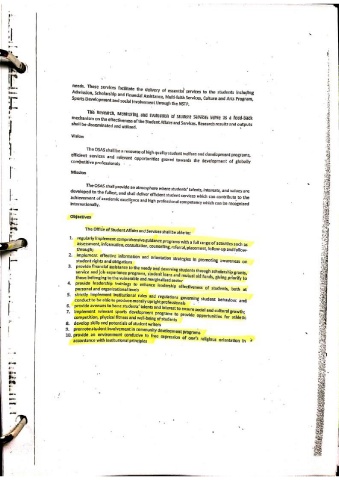 needs. These services facilitate the delivery of essential services to the students including
Admission, Scholarship and Financial Assistance, Multi-faith Services, Culture and Arts Program,
Sports Development and social involvement through the NSTP.
The Research, Monitoring and Evaluation of Student Services serve as a feed-back
mechanism on the effectiveness of the Student Affairs and Services. Research results and outputs
shall be disseminated and utilized.
Vision
The OSAS shall be a resource of high quality student welfare and development programs,
efficient services and relevant opportunities geared towards the development of globally
competitive professionals
Mission
The OSAS shall provide an atmosphere where students' talents, interests, and values are
developed to the fullest, and shall deliver efficient student services which can contribute to the
achievement of academic excellence and high professional competency which can be recognized
internationally.
Objectives
The Office of Student Affairs and Services shall be able to:
1. regularly implement comprehensive guidance programs with a full range of activities such as
assessment, information, consultation, counseling, referral, placement, follow-up and follow-
through;
2. implement effective information and orientation strategies to promoting awareness on
student rights and obligations
3. provide financial assistance to the needy and deserving students through scholarship grants,
service and job experience programs, student loans and mutual aid funds, giving priority to
those belonging to the vulnerable and marginalized sector
4. provide leadership trainings to enhance leadership effectiveness of students, both at
personal and organizational levels
5. strictly implement institutional rules and regulations governing student behaviour and
conduct to be able to produce morally upright professionals
6. provide avenues to hone students' talents and interest to ensure social and cultural growth;
7. implement relevant sports development programs to provide opportunities for athletic
competition, physical fitness and well-being of students
8. develop skills and potentials of student writers
9. promote student involvement in community development programs
10. provide an environment conducive to free expression of one's religious orientation in
accordance with institutional principles